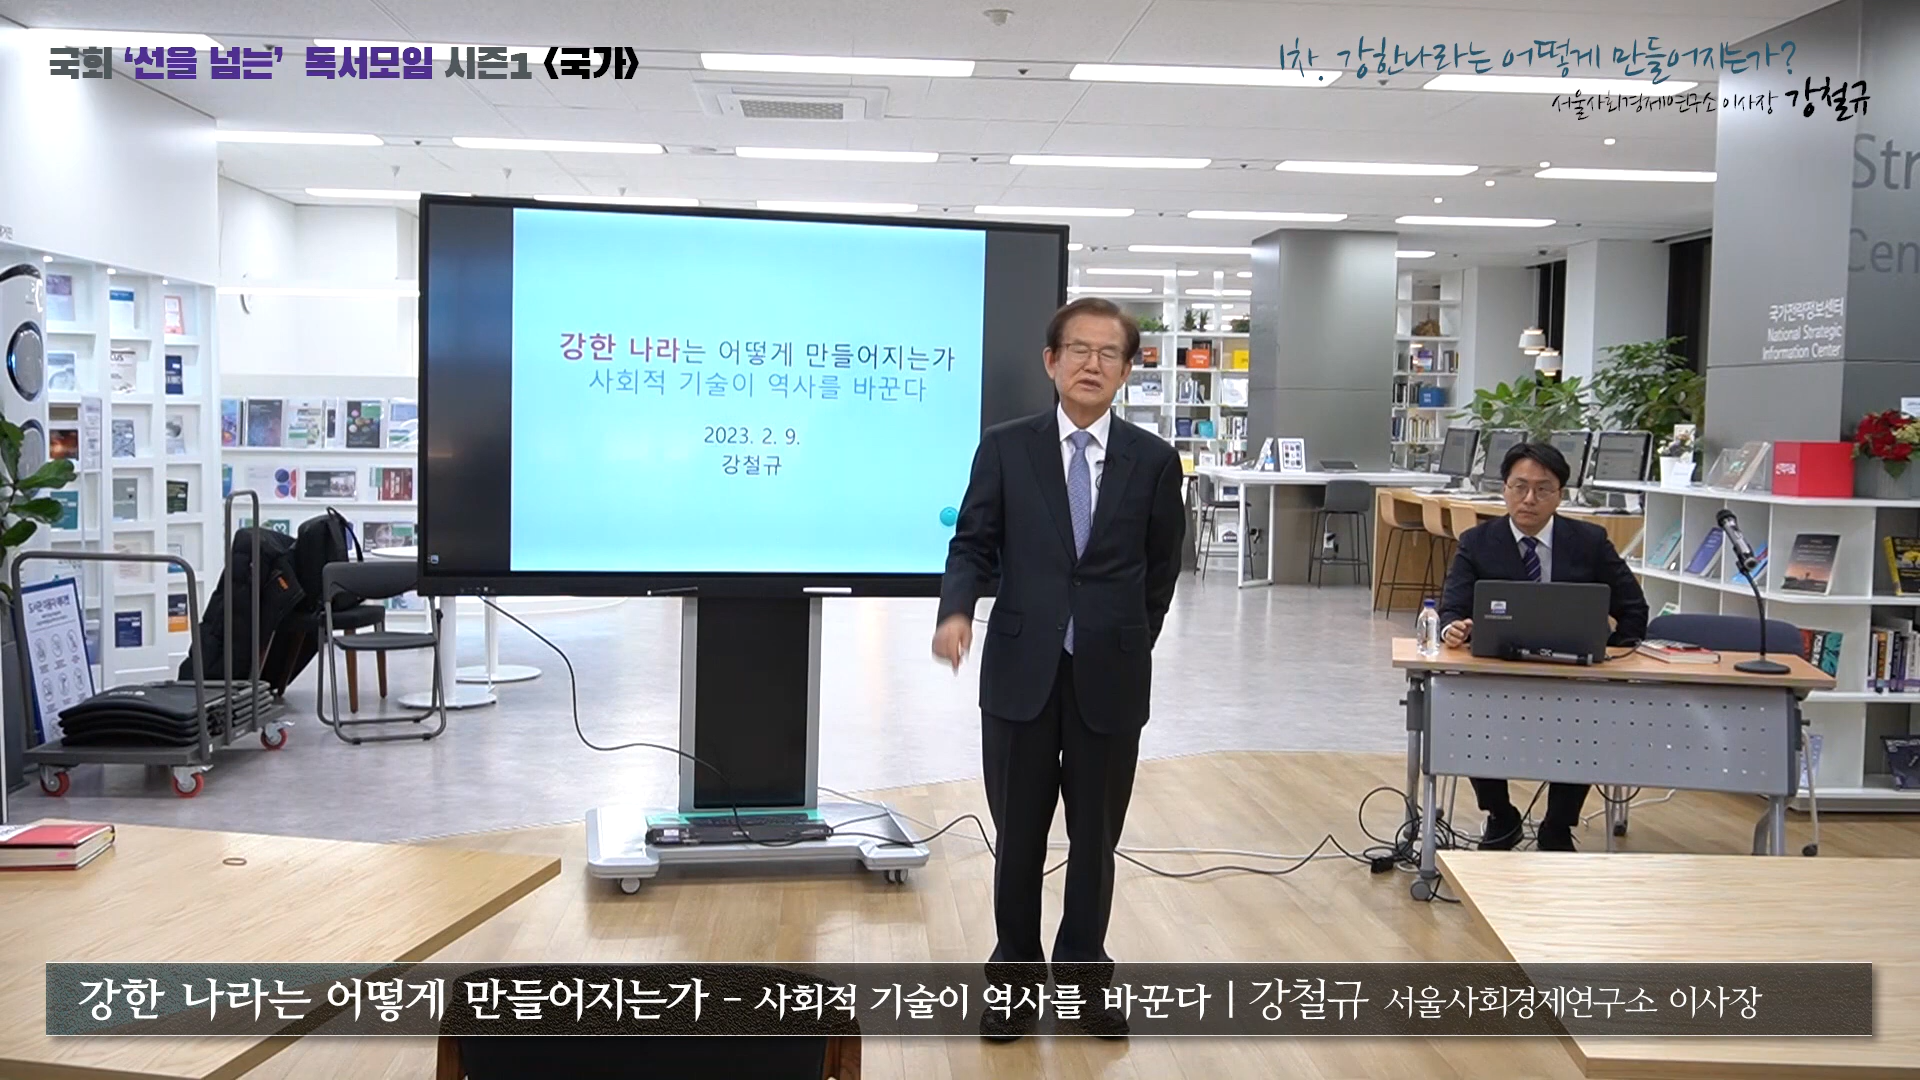 국회 ‘선을 넘는’ 독서모임 시즌1 〈국가〉
1차. 강한나라는 어떻게 만들어지는가?
서울사회경제연구소 이사장 강철규
Str
Cen
국가전략정보센터
National Strategic
Information Center
강한 나라는 어떻게 만들어지는가
사회적 기술이 역사를 바꾼다
2023. 2. 9.
강철규
강한 나라는 어떻게 만들어지는가 - 사회적 기술이 역사를 바꾼다 | 강철규 서울사회경제연구소 이사장